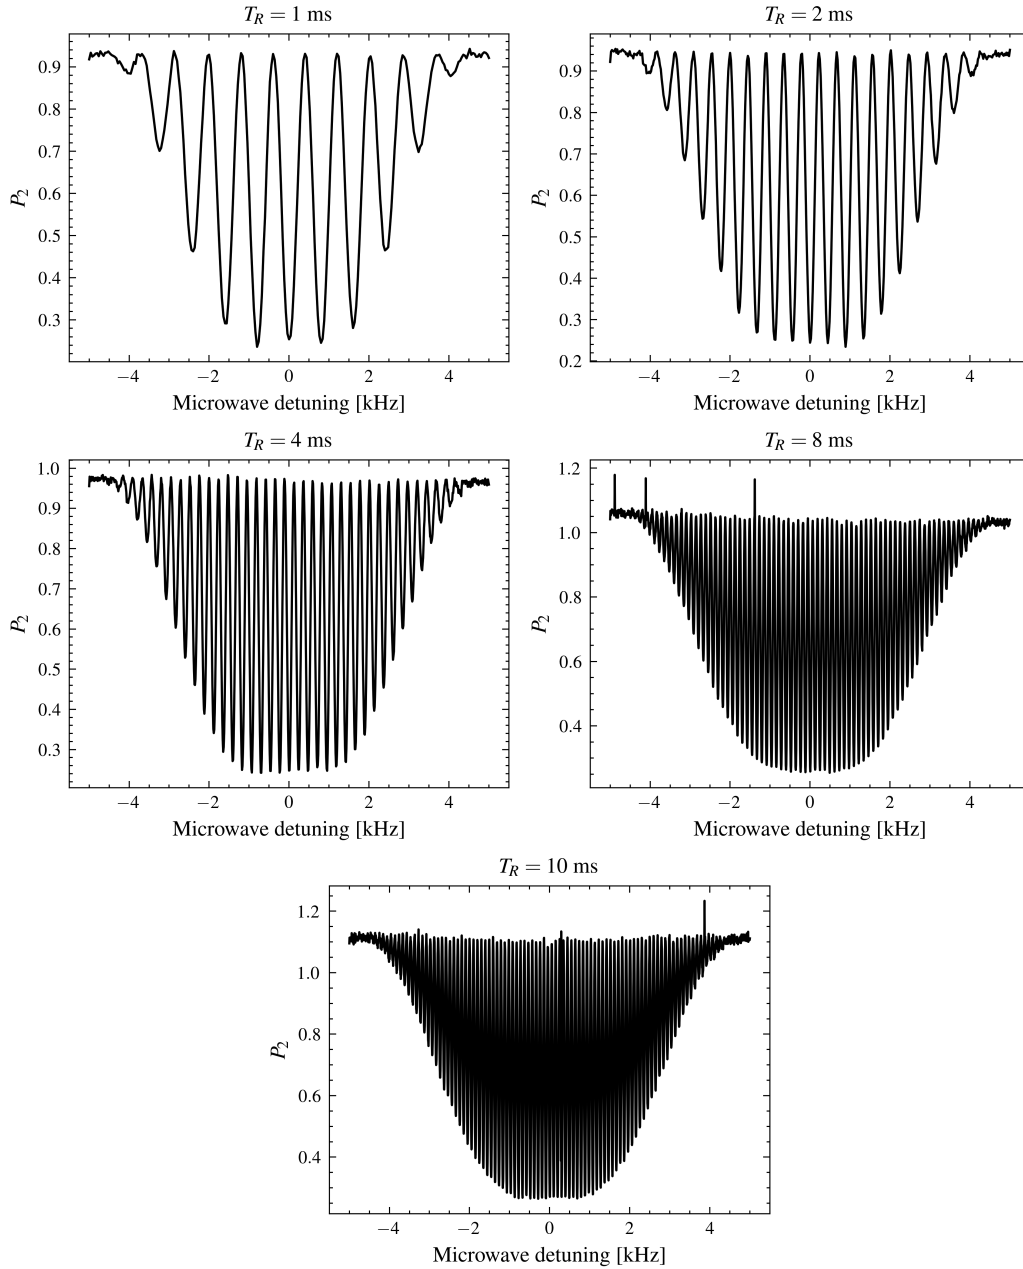 T_R = 1 ms
T_R = 2 ms
0.9
0.8
0.7
0.6
0.5
0.4
0.3
P_2
−4 −2 0 2 4
Microwave detuning [kHz]
0.9
0.8
0.7
0.6
0.5
0.4
0.3
0.2
P_2
−4 −2 0 2 4
Microwave detuning [kHz]
T_R = 4 ms
T_R = 8 ms
1.0
0.9
0.8
0.7
0.6
0.5
0.4
0.3
P_2
−4 −2 0 2 4
Microwave detuning [kHz]
1.2
1.0
0.8
0.6
0.4
P_2
−4 −2 0 2 4
Microwave detuning [kHz]
T_R = 10 ms
1.2
1.0
0.8
0.6
0.4
P_2
−4 −2 0 2 4
Microwave detuning [kHz]